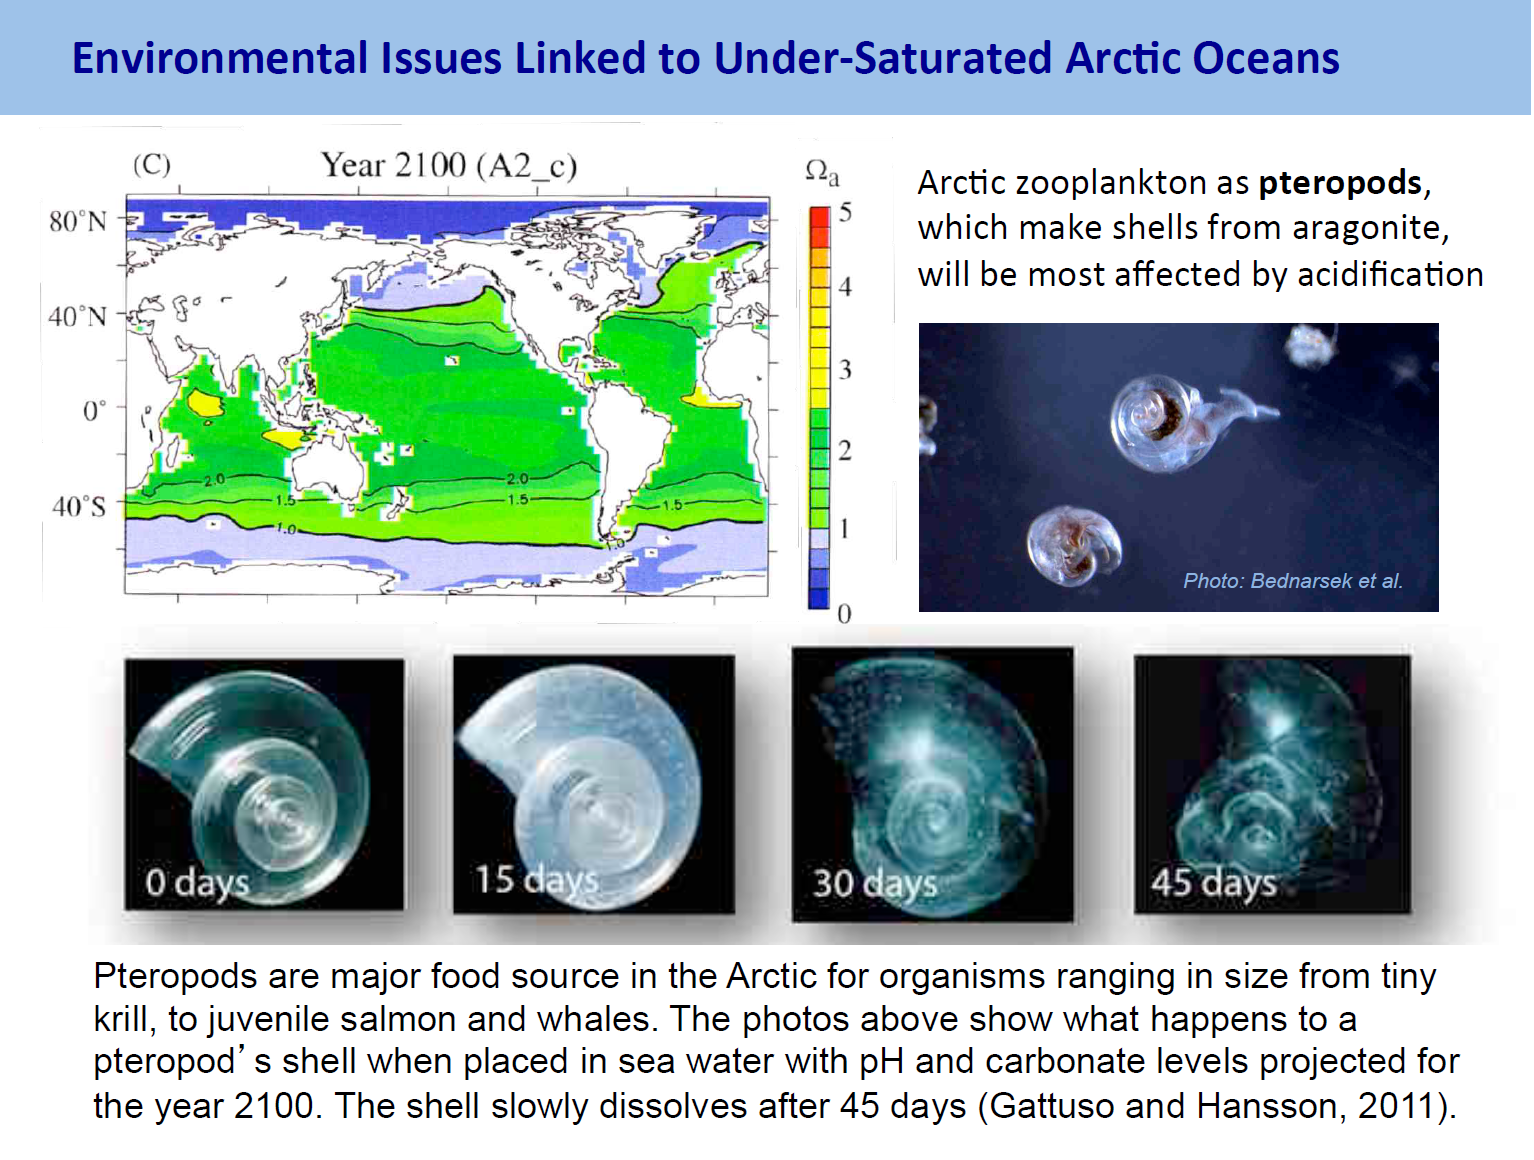 Environmental Issues Linked to Under-Saturated Arctic Oceans
(C)
Year 2100 (A2_c)
Ωa
80°N
40°N
0°
40°S
2.0
1.5
1.0
2.0
1.5
1.5
1.0
5
4
3
2
1
0
Arctic zooplankton as pteropods,
which make shells from aragonite,
will be most affected by acidification
Photo: Bednarsek et al.
0 days
15 days
30 days
45 days
Pteropods are major food source in the Arctic for organisms ranging in size from tiny
krill, to juvenile salmon and whales. The photos above show what happens to a
pteropod’s shell when placed in sea water with pH and carbonate levels projected for
the year 2100. The shell slowly dissolves after 45 days (Gattuso and Hansson, 2011).